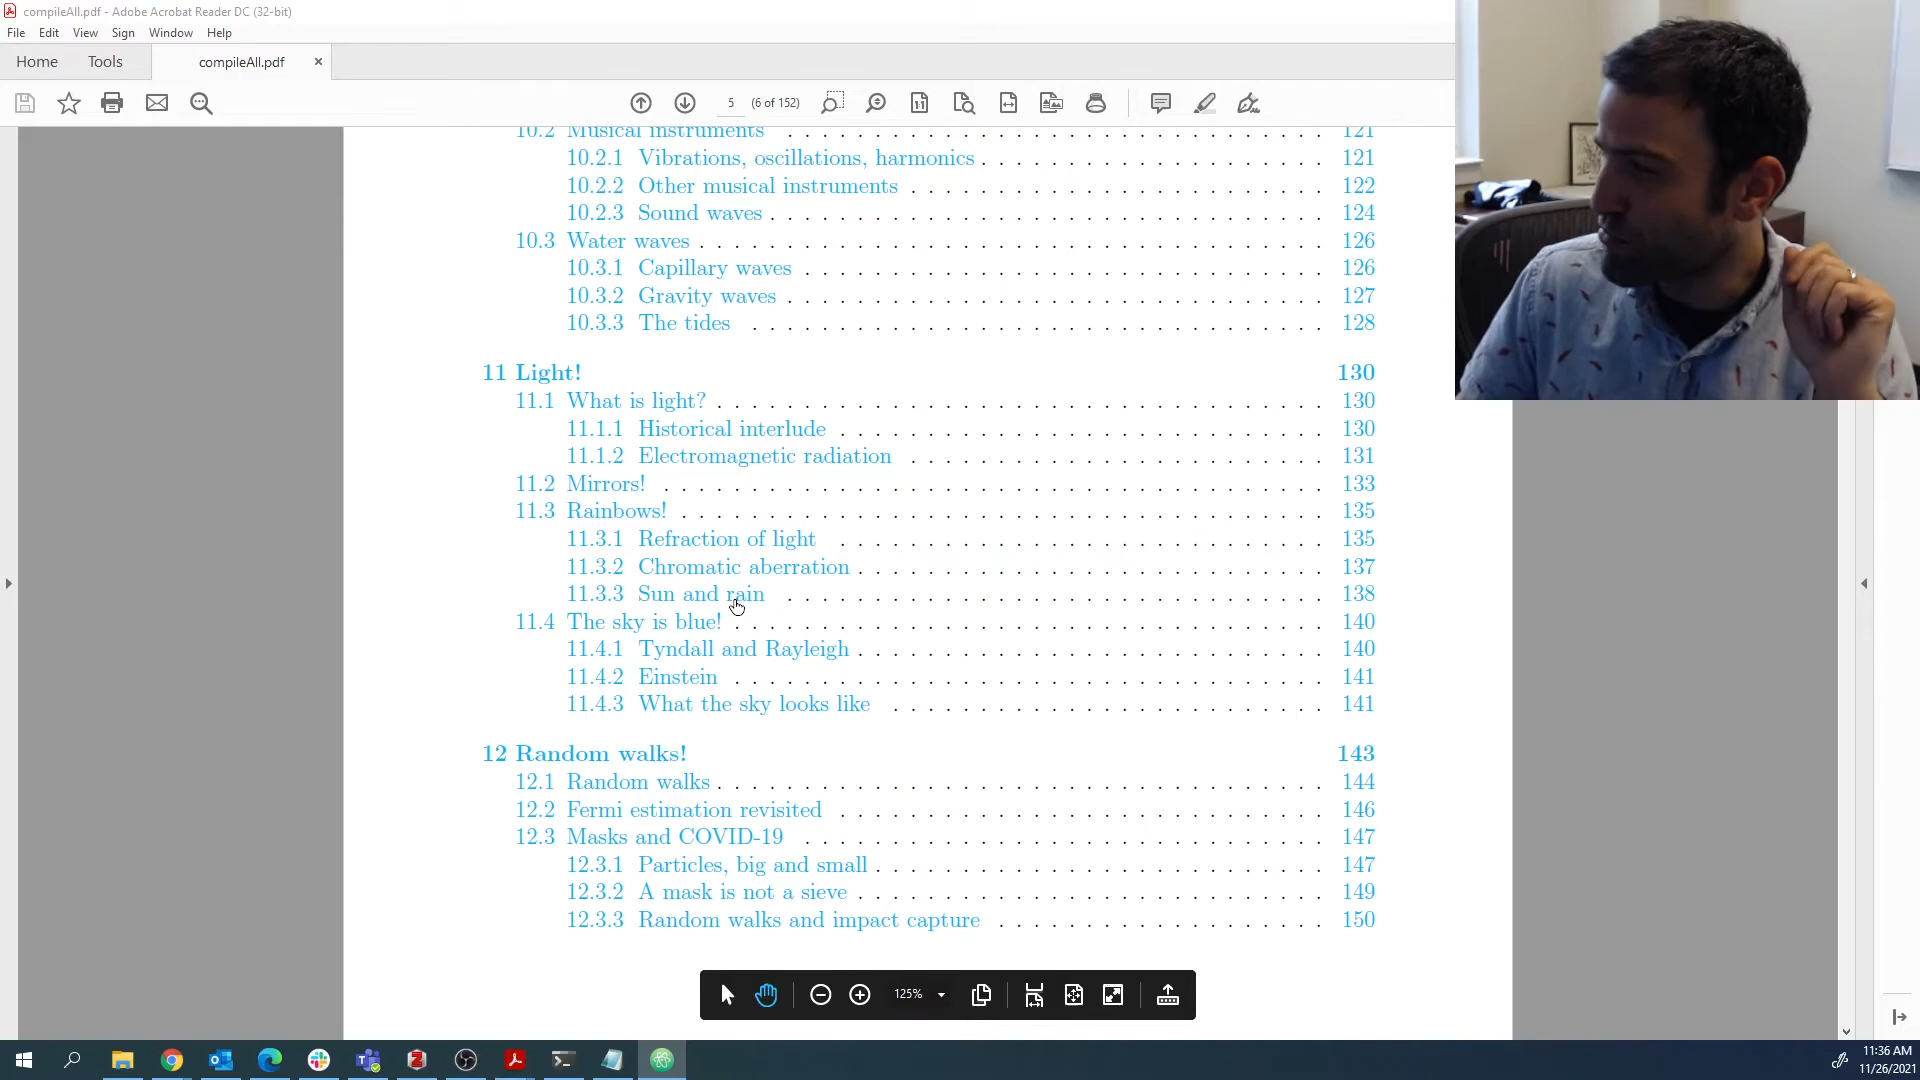 compileAll.pdf - Adobe Acrobat Reader DC (32-bit)
File Edit View Sign Window Help
Home Tools compileAll.pdf ×
5 (6 of 152)
10.2 Musical instruments . . . . . . . . . . 121
10.2.1 Vibrations, oscillations, harmonics . . . . . . . . . . 121
10.2.2 Other musical instruments . . . . . . . . . . 122
10.2.3 Sound waves . . . . . . . . . . 124
10.3 Water waves . . . . . . . . . . 126
10.3.1 Capillary waves . . . . . . . . . . 126
10.3.2 Gravity waves . . . . . . . . . . 127
10.3.3 The tides . . . . . . . . . . 128
11 Light! 130
11.1 What is light? . . . . . . . . . . 130
11.1.1 Historical interlude . . . . . . . . . . 130
11.1.2 Electromagnetic radiation . . . . . . . . . . 131
11.2 Mirrors! . . . . . . . . . . 133
11.3 Rainbows! . . . . . . . . . . 135
11.3.1 Refraction of light . . . . . . . . . . 135
11.3.2 Chromatic aberration . . . . . . . . . . 137
11.3.3 Sun and rain . . . . . . . . . . 138
11.4 The sky is blue! . . . . . . . . . . 140
11.4.1 Tyndall and Rayleigh . . . . . . . . . . 140
11.4.2 Einstein . . . . . . . . . . 141
11.4.3 What the sky looks like . . . . . . . . . . 141
12 Random walks! 143
12.1 Random walks . . . . . . . . . . 144
12.2 Fermi estimation revisited . . . . . . . . . . 146
12.3 Masks and COVID-19 . . . . . . . . . . 147
12.3.1 Particles, big and small . . . . . . . . . . 147
12.3.2 A mask is not a sieve . . . . . . . . . . 149
12.3.3 Random walks and impact capture . . . . . . . . . . 150
125%
11:36 AM
11/26/2021